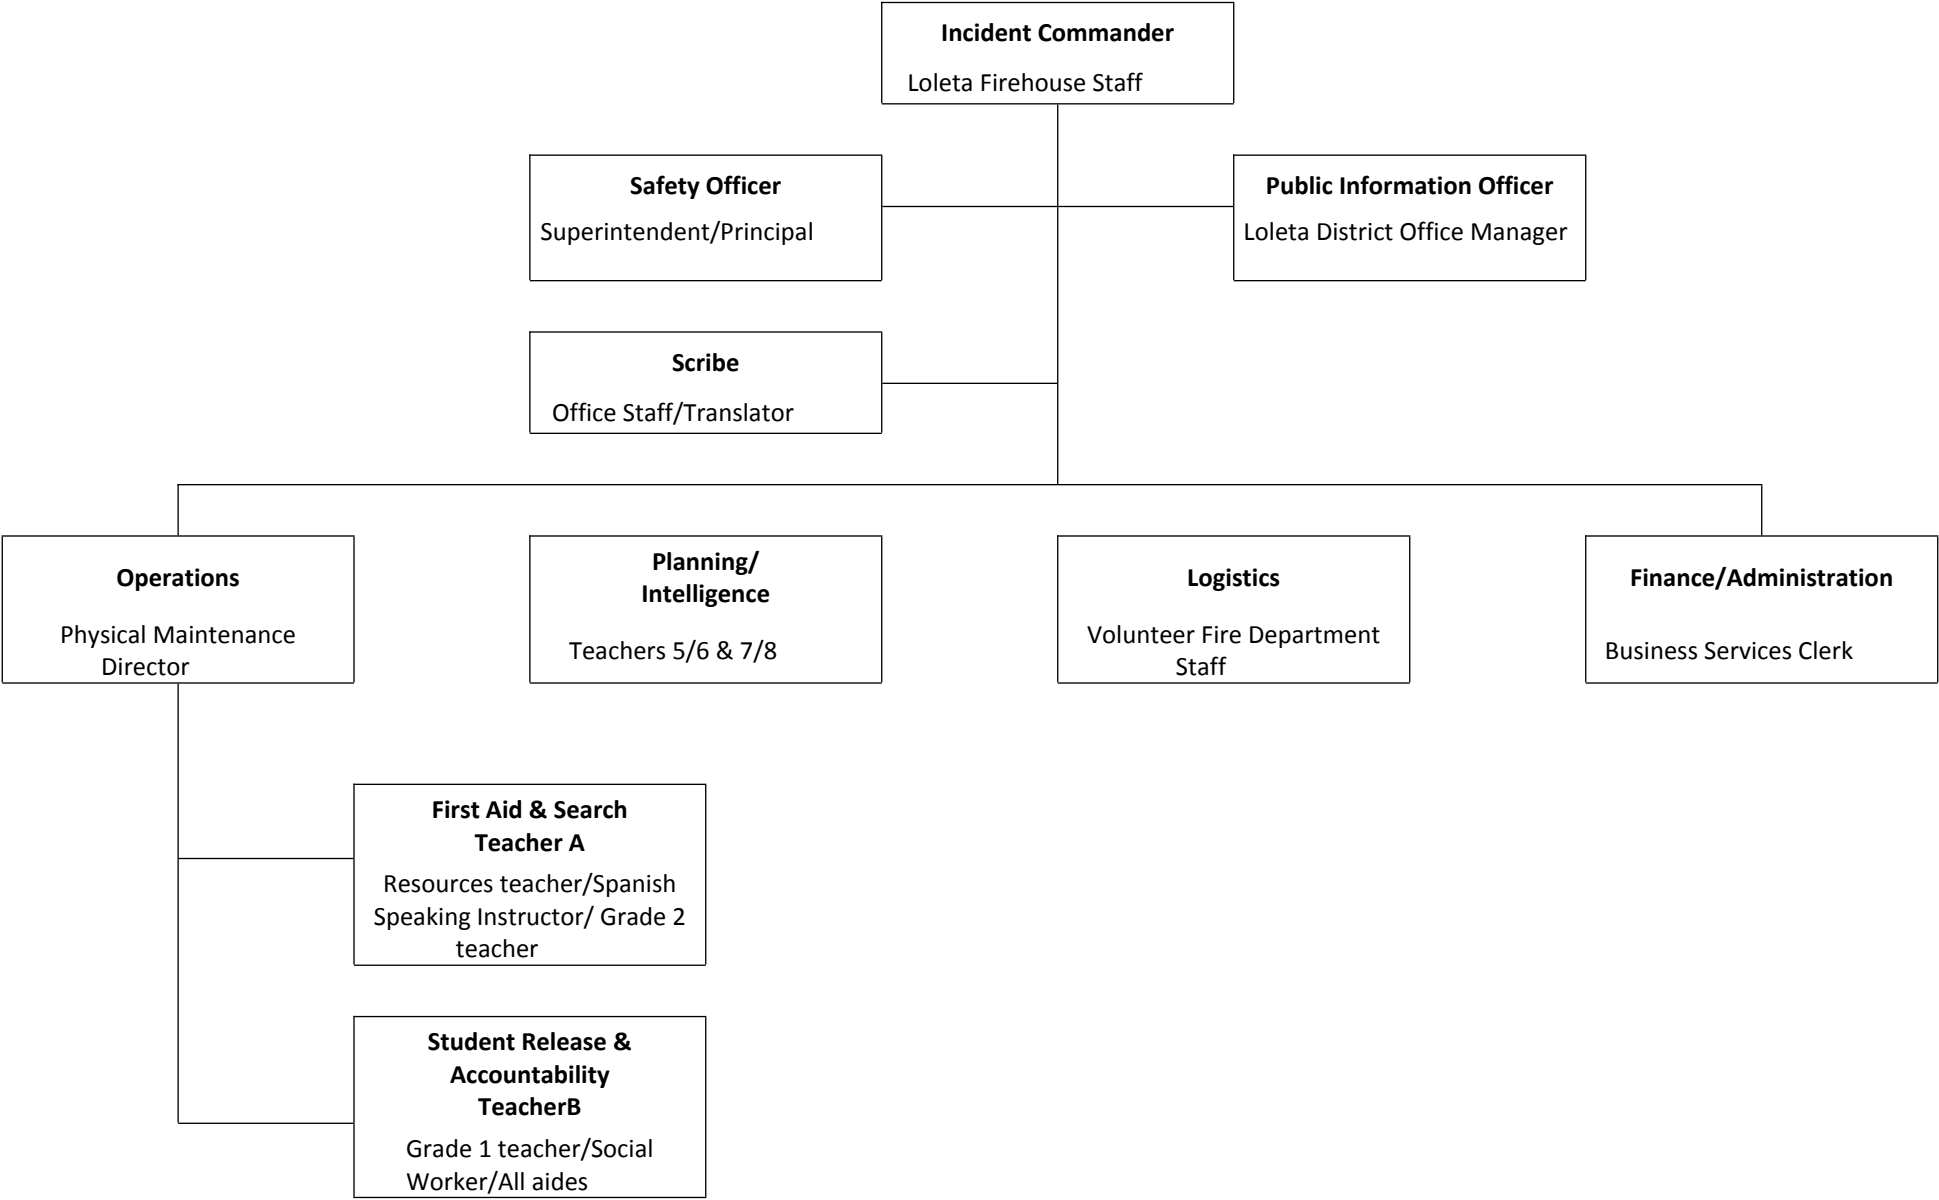 Incident Commander
Loleta Firehouse Staff
Safety Officer
Superintendent/Principal
Public Information Officer
Loleta District Office Manager
Scribe
Office Staff/Translator
Operations
Physical Maintenance
Director
Planning/
Intelligence
Teachers 5/6 & 7/8
Logistics
Volunteer Fire Department
Staff
Finance/Administration
Business Services Clerk
First Aid & Search
Teacher A
Resources teacher/Spanish
Speaking Instructor/ Grade 2
teacher
Student Release &
Accountability
TeacherB
Grade 1 teacher/Social
Worker/All aides